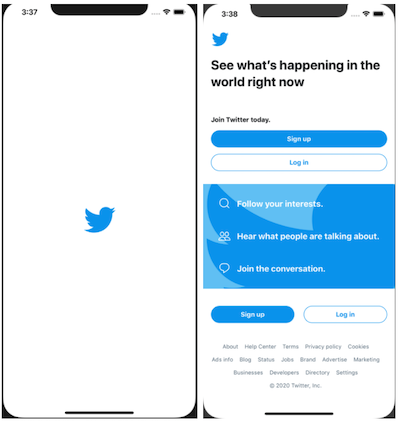 3:37
3:38
See what's happening in the
world right now
Join Twitter today.
Sign up
Log in
Follow your interests.
Hear what people are talking about.
Join the conversation.
Sign up Log in
About Help Center Terms Privacy policy Cookies
Ads info Blog Status Jobs Brand Advertise Marketing
Businesses Developers Directory Settings
© 2020 Twitter, Inc.